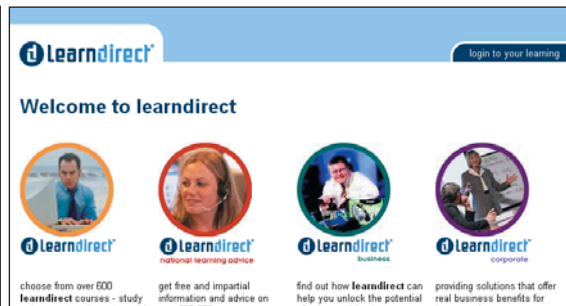 learndirect
login to your learning
Welcome to learndirect
learndirect
learndirect
national learning advice
learndirect
business
learndirect
corporate
choose from over 600
learndirect courses - study
get free and impartial
information and advice on
find out how learndirect can
help you unlock the potential
providing solutions that offer
real business benefits for